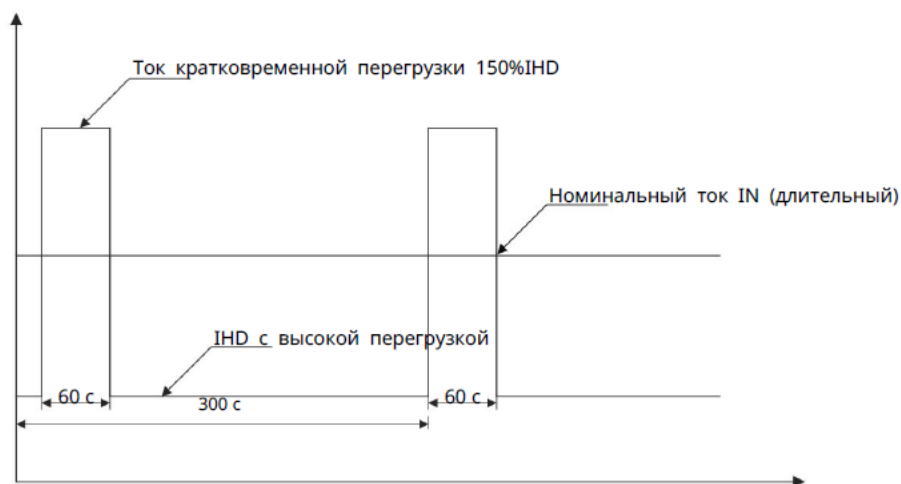 Ток кратковременной перегрузки 150%IHD
Номинальный ток IN (длительный)
IHD с высокой перегрузкой
60 с
300 с
60 с